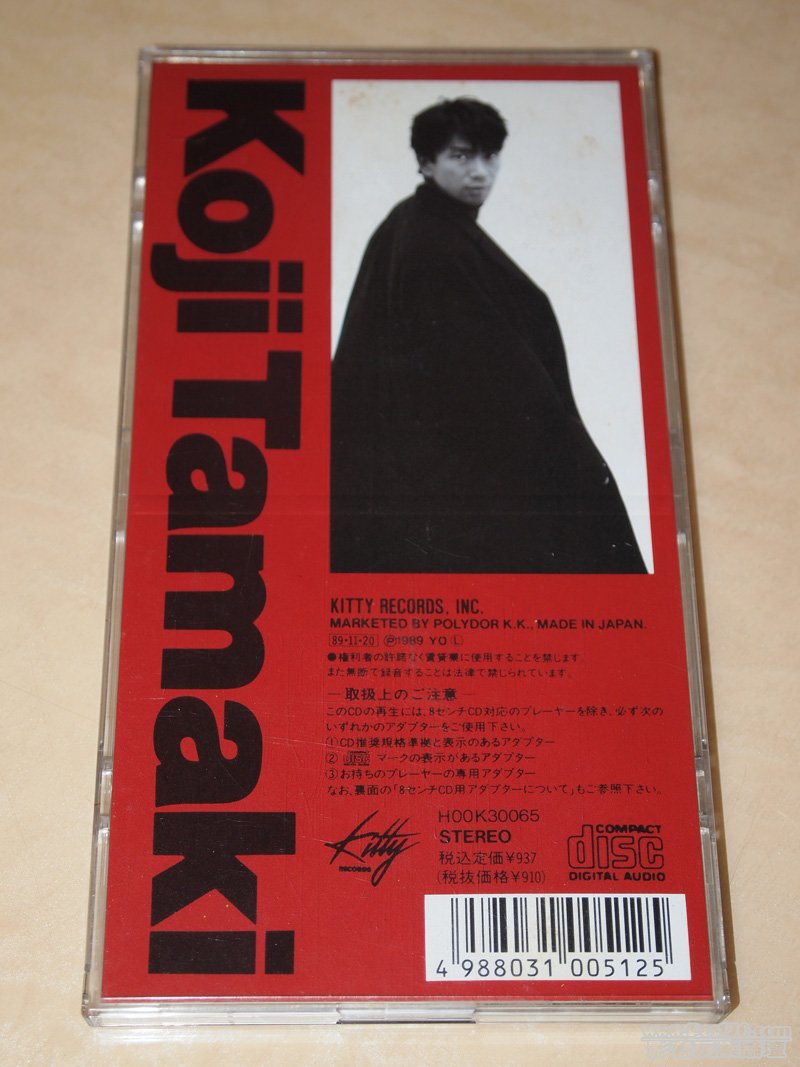 Koji Tamaki
KITTY RECORDS, INC.
MARKETED BY POLYDOR K.K., MADE IN JAPAN.
89・11・20 Ⓟ1989 YO Ⓛ
●権利者の許諾なく賃貸業に使用することを禁じます。
また無断で録音することは法律で禁じられています。
—取扱上のご注意—
このCDの再生には、8センチCD対応のプレーヤーを除き、必ず次の
いずれかのアダプターをご使用下さい。
①CD推奨規格準拠と表示のあるアダプター
② マークの表示があるアダプター
③お持ちのプレーヤーの専用アダプター
なお、裏面の「8センチCD用アダプターについて」もご参照下さい。
Kitty
RECORDS
H00K30065
STEREO
税込定価¥937
(税抜価格¥910)
COMPACT
disc
DIGITAL AUDIO
4 988031 005125